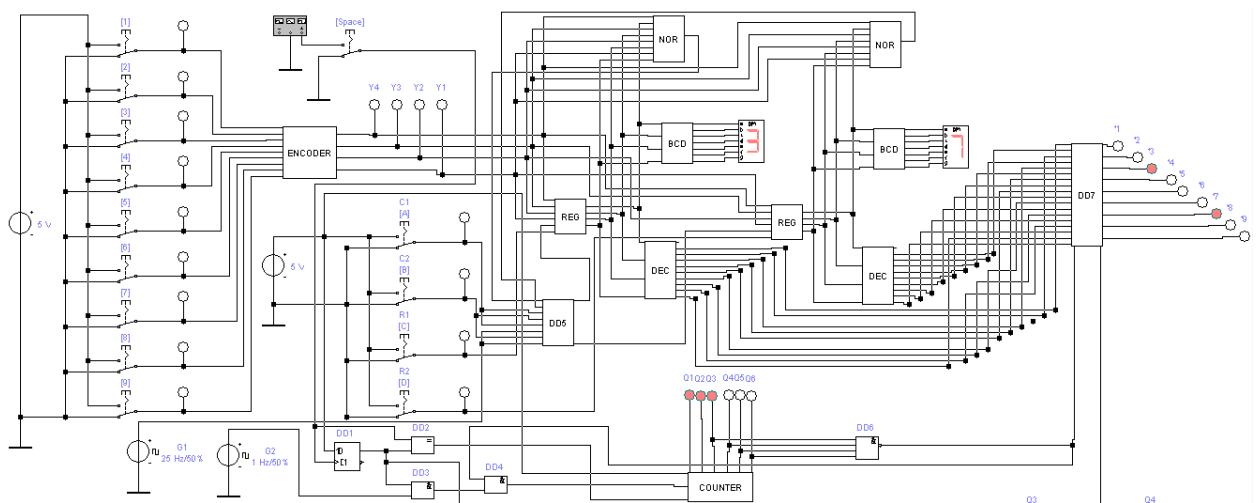 [1]
[2]
[3]
[4]
[5]
[6]
[7]
[8]
[9]
5 V
[Space]
ENCODER
Y4 Y3 Y2 Y1
NOR
NOR
BCD
BCD
REG
REG
DEC
DEC
DD7
*1
*2
*3
*4
*5
*6
*7
*8
*9
5 V
C1
[A]
C2
[B]
R1
[C]
R2
[D]
DD5
Q1 Q2 Q3 Q4 Q5 Q6
G1
25 Hz/50%
G2
1 Hz/50%
DD1
DD2
DD3
DD4
DD6
COUNTER
Q3
Q4